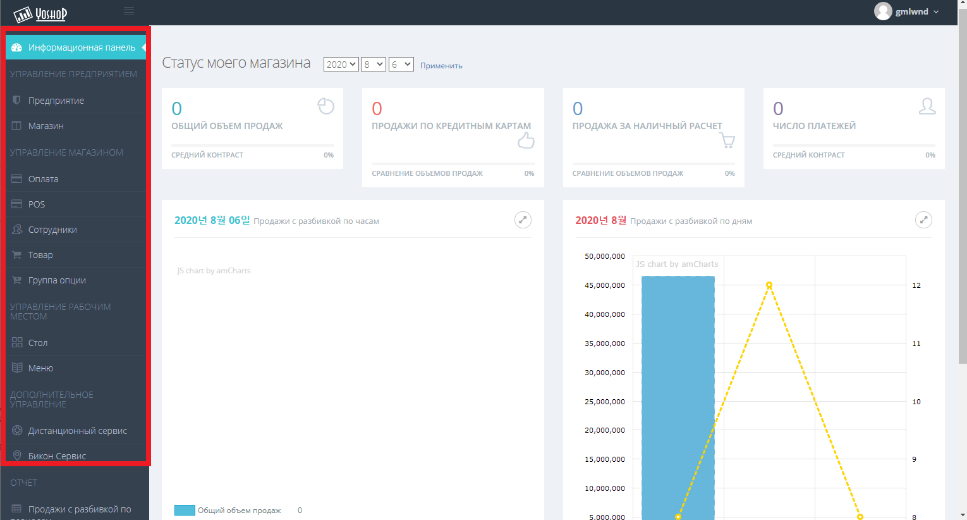 YOSHOP
gmlwnd
Информационная панель
УПРАВЛЕНИЕ ПРЕДПРИЯТИЕМ
Предприятие
Магазин
УПРАВЛЕНИЕ МАГАЗИНОМ
Оплата
POS
Сотрудники
Товар
Группа опции
УПРАВЛЕНИЕ РАБОЧИМ
МЕСТОМ
Стол
Меню
ДОПОЛНИТЕЛЬНОЕ
УПРАВЛЕНИЕ
Дистанционный сервис
Бикон Сервис
ОТЧЕТ
Продажи с разбивкой по
Статус моего магазина 2020 8 6 Применить
0
ОБЩИЙ ОБЪЕМ ПРОДАЖ
СРЕДНИЙ КОНТРАСТ 0%
0
ПРОДАЖИ ПО КРЕДИТНЫМ КАРТАМ
СРАВНЕНИЕ ОБЪЕМОВ ПРОДАЖ 0%
0
ПРОДАЖА ЗА НАЛИЧНЫЙ РАСЧЕТ
СРАВНЕНИЕ ОБЪЕМОВ ПРОДАЖ 0%
0
ЧИСЛО ПЛАТЕЖЕЙ
СРЕДНИЙ КОНТРАСТ 0%
2020년 8월 06일 Продажи с разбивкой по часам
JS chart by amCharts
Общий объем продаж 0
2020년 8월 Продажи с разбивкой по дням
JS chart by amCharts
50,000,000
45,000,000 12
40,000,000
35,000,000 11
30,000,000
25,000,000 10
20,000,000
15,000,000 9
10,000,000
5,000,000 8